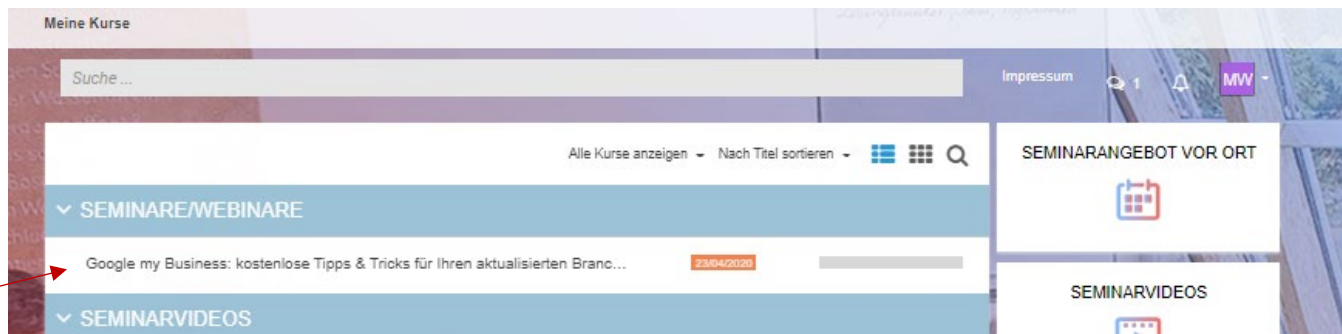 Meine Kurse
Suche ...
Impressum
1
MW
Alle Kurse anzeigen
Nach Titel sortieren
SEMINARE/WEBINARE
Google my Business: kostenlose Tipps & Tricks für Ihren aktualisierten Branc...
23/04/2020
SEMINARVIDEOS
SEMINARANGEBOT VOR ORT
SEMINARVIDEOS